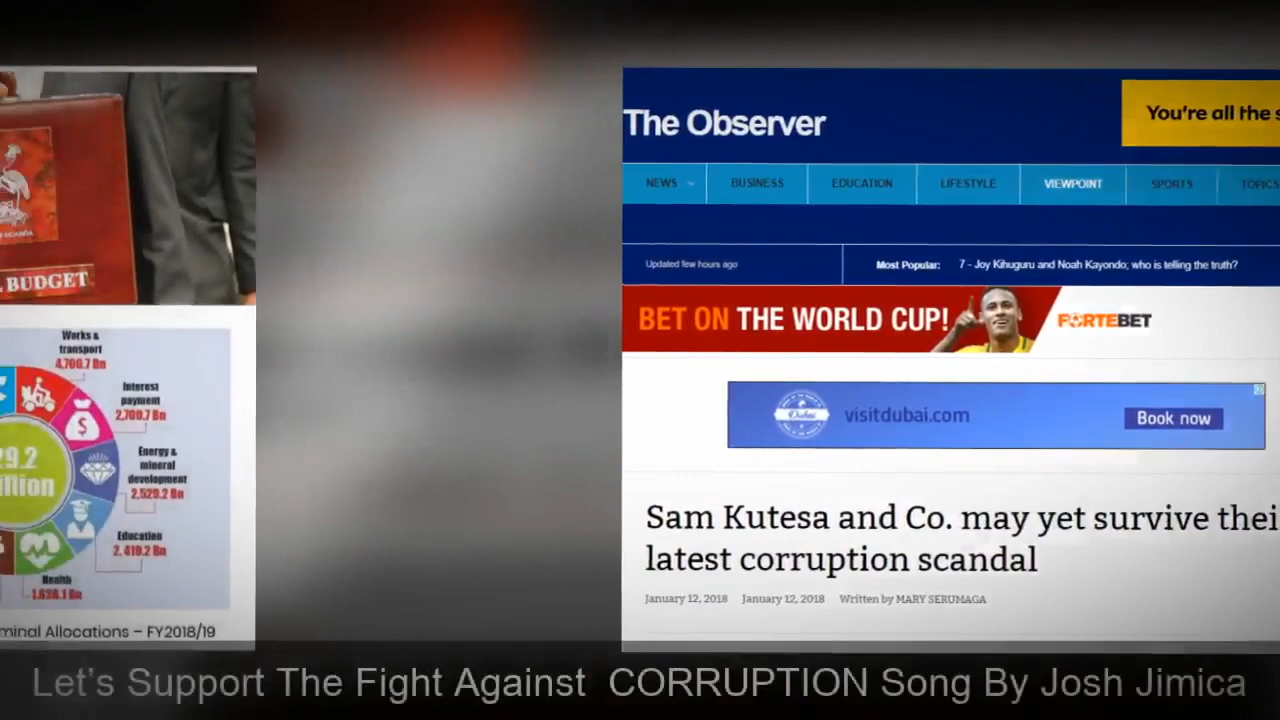 BUDGET
Works &
transport
4,700.7 Bn
Interest
payment
2,700.7 Bn
29.2
Energy &
mineral
development
2,529.2 Bn
Education
2, 419.2 Bn
Health
minal Allocations – FY2018/19
The Observer
You're all the s
NEWS
BUSINESS
EDUCATION
LIFESTYLE
VIEWPOINT
SPORTS
TOPICS
Updated few hours ago
Most Popular: 7 - Joy Kihuguru and Noah Kayondo; who is telling the truth?
BET ON THE WORLD CUP!
FORTEBET
Dubai
visitdubai.com
Book now
Sam Kutesa and Co. may yet survive thei
latest corruption scandal
January 12, 2018 January 12, 2018 Written by MARY SERUMAGA
Let's Support The Fight Against CORRUPTION Song By Josh Jimica